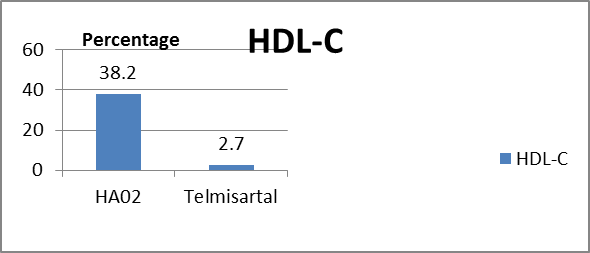 HDL-C
Percentage
60
40
20
0
38.2
2.7
HA02
Telmisartal
HDL-C